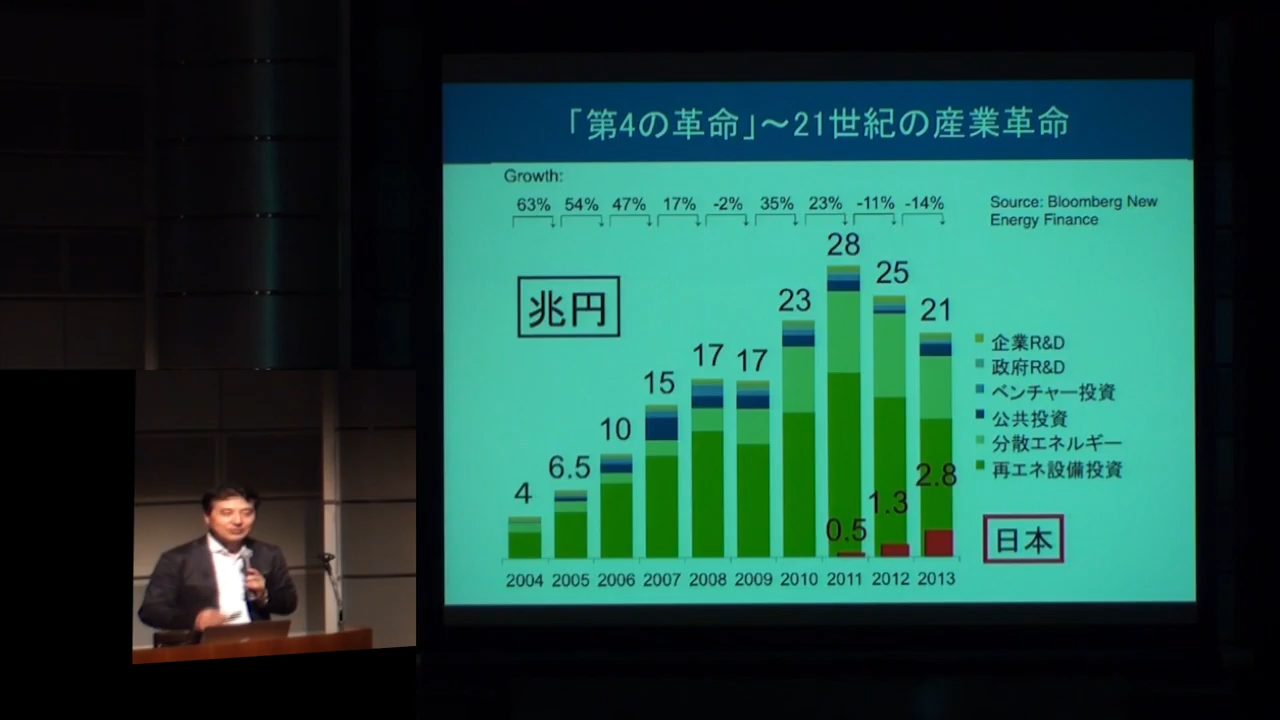 「第4の革命」～21世紀の産業革命
Growth:
63% 54% 47% 17% -2% 35% 23% -11% -14%
Source: Bloomberg New
Energy Finance
兆円
4 6.5 10 15 17 17 23 28 25 21
企業R&D
政府R&D
ベンチャー投資
公共投資
分散エネルギー
再エネ設備投資
0.5 1.3 2.8
日本
2004 2005 2006 2007 2008 2009 2010 2011 2012 2013